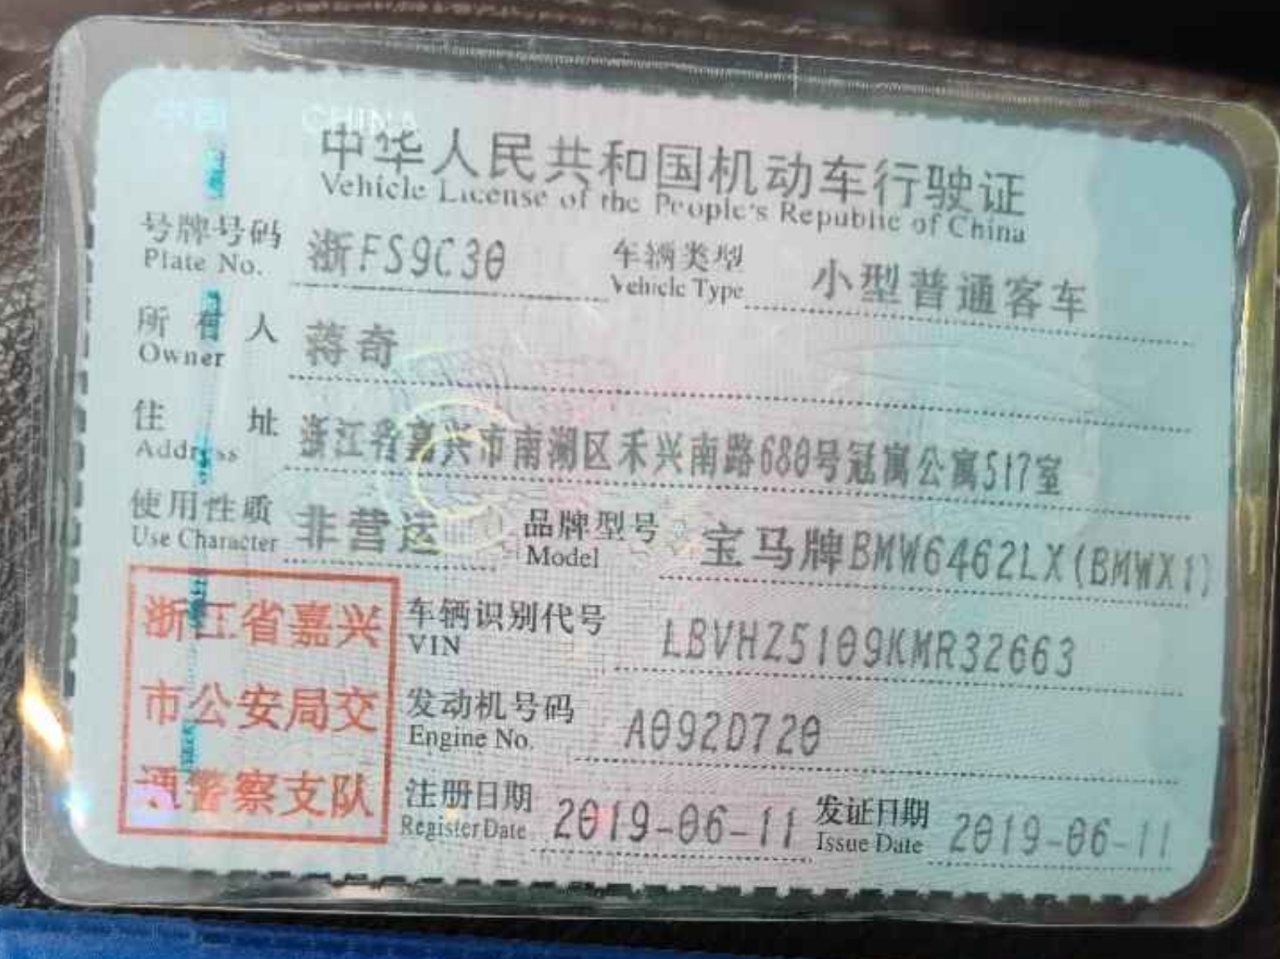 中国 CHINA
中华人民共和国机动车行驶证
Vehicle License of the People's Republic of China
号牌号码 浙FS9C30 车辆类型 小型普通客车
Plate No. Vehicle Type
所有人 蒋奇
Owner
住址 浙江省嘉兴市南湖区禾兴南路680号冠寓公寓517室
Address
使用性质 非营运 品牌型号 宝马牌BMW6462LX(BMWX1)
Use Character Model
浙江省嘉兴
市公安局交
通警察支队
车辆识别代号 LBVHZ5109KMR32663
VIN
发动机号码 A092D720
Engine No.
注册日期 2019-06-11 发证日期 2019-06-11
Register Date Issue Date